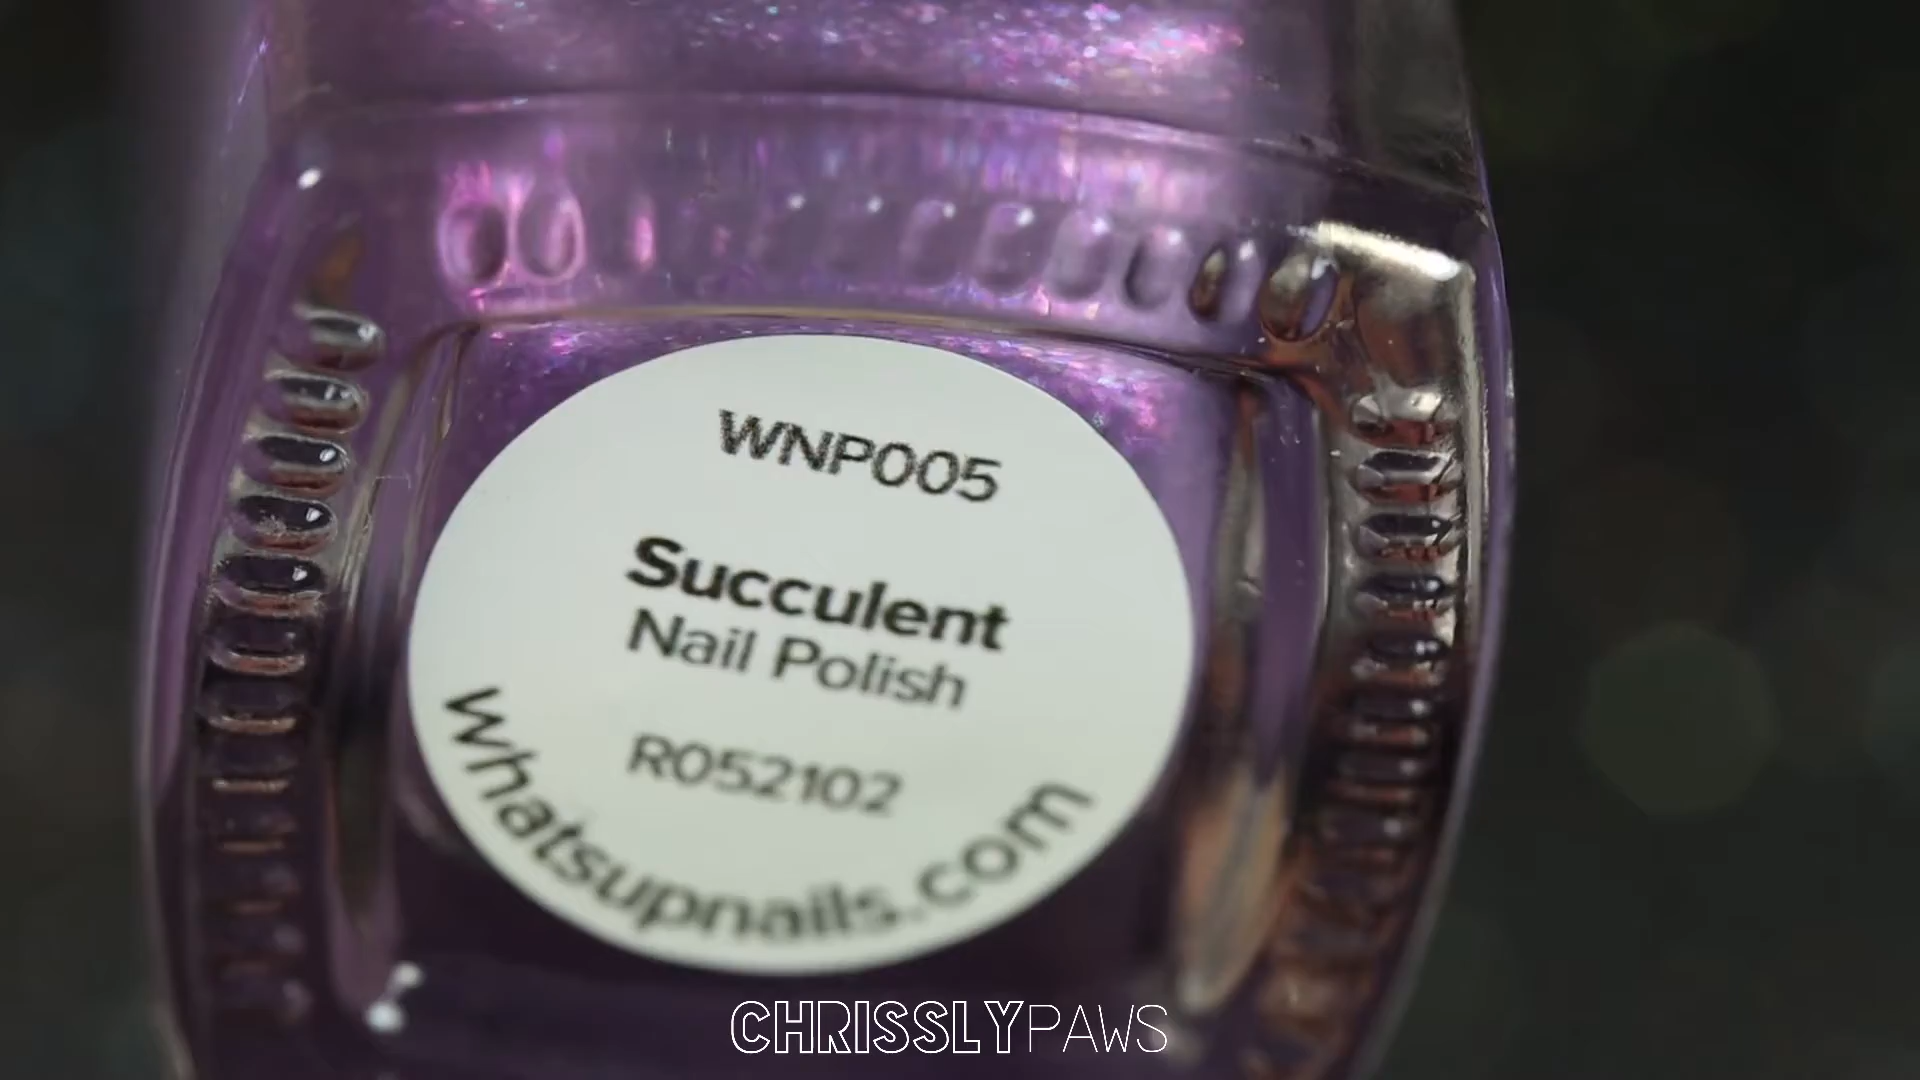 WNP005
Succulent
Nail Polish
R052102
whatsupnails.com
CHRISSLYPAWS